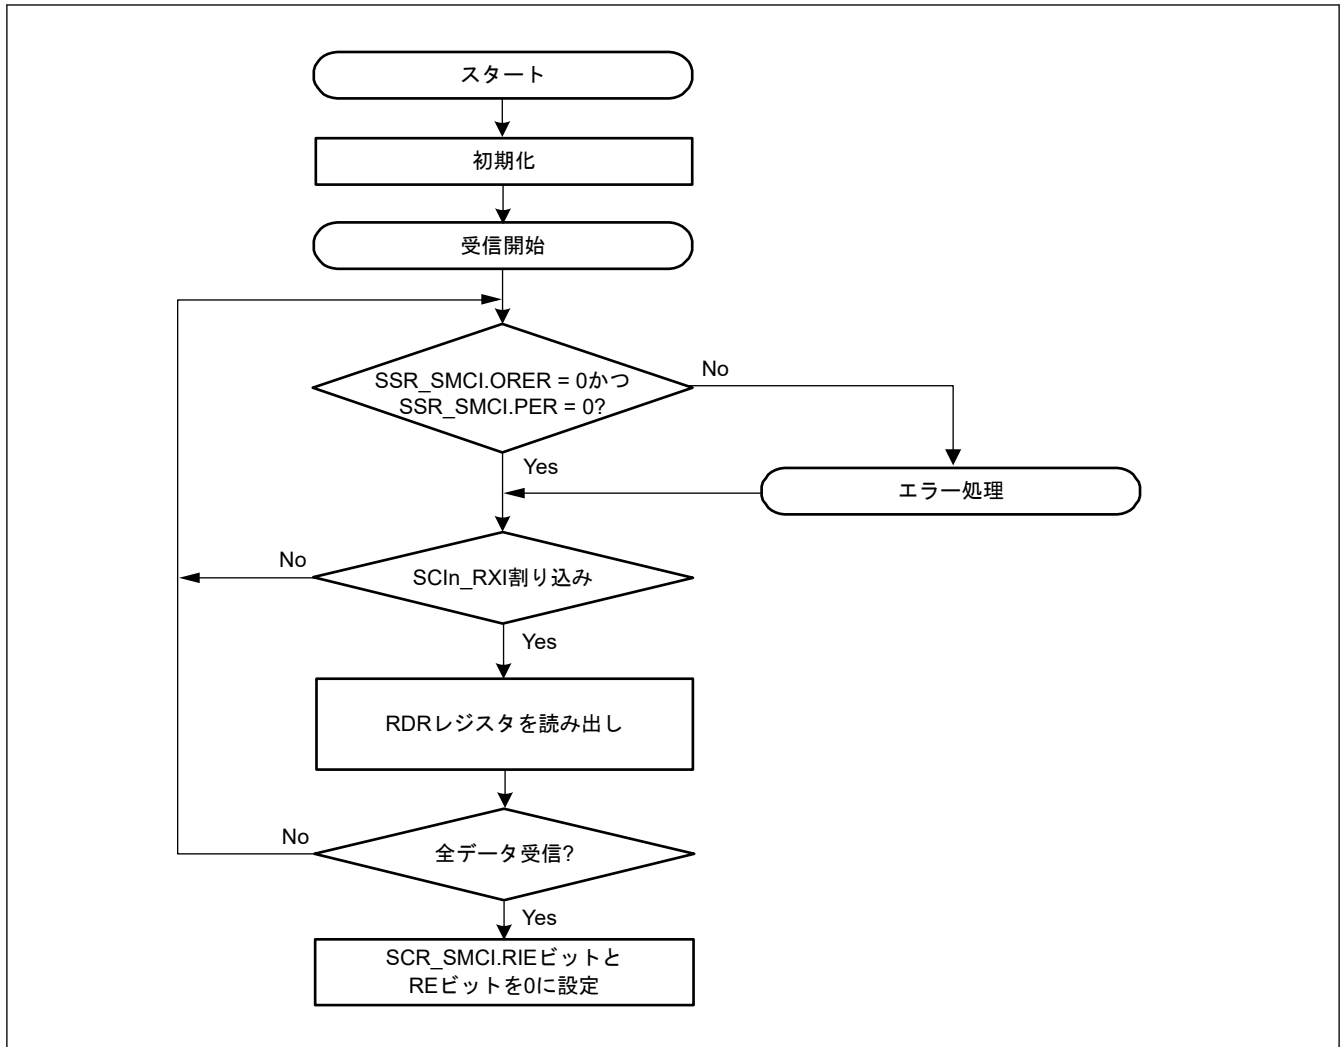 スタート
初期化
受信開始
SSR_SMCI.ORER = 0かつ
SSR_SMCI.PER = 0?
No
Yes
エラー処理
SCIn_RXI割り込み
No
Yes
RDRレジスタを読み出し
全データ受信?
No
Yes
SCR_SMCI.RIEビットと
REビットを0に設定